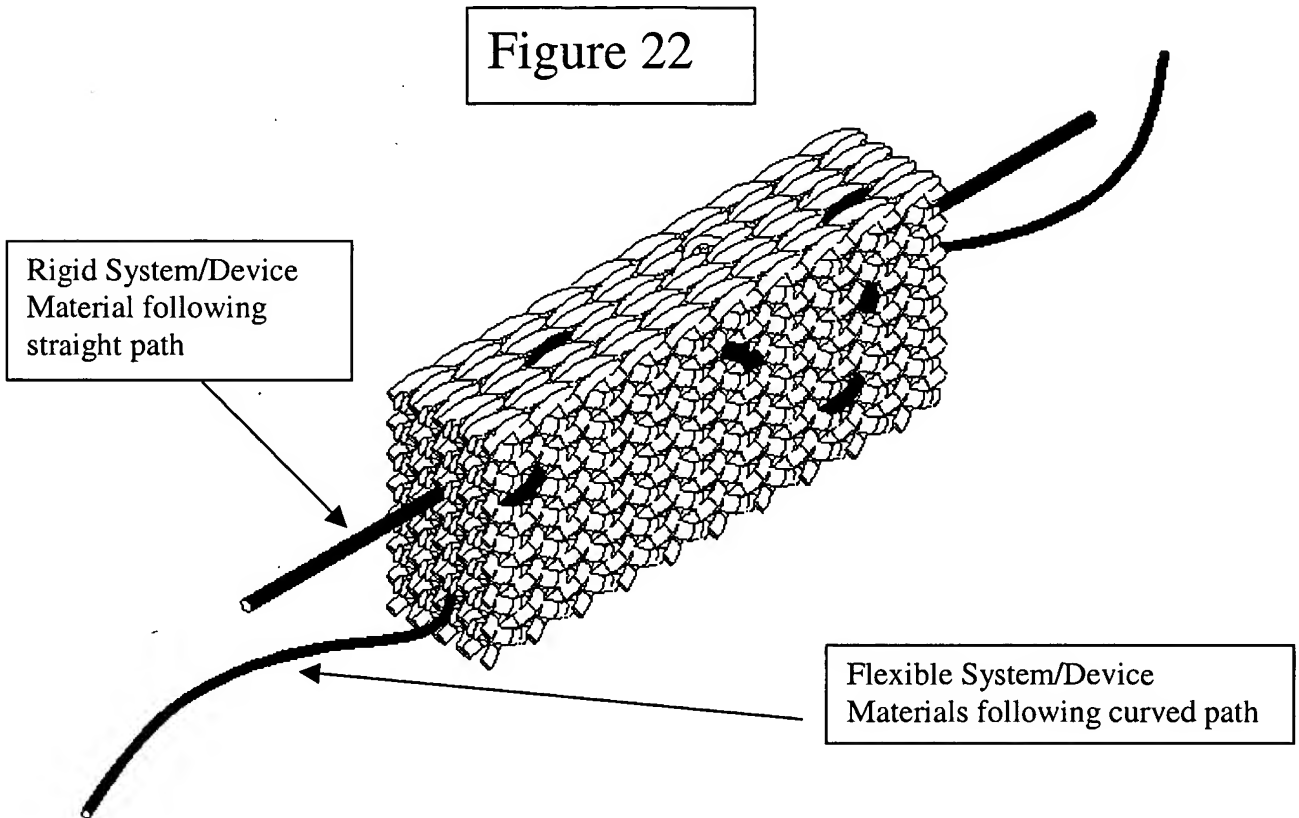 Figure 22
Rigid System/Device
Material following
straight path
Flexible System/Device
Materials following curved path